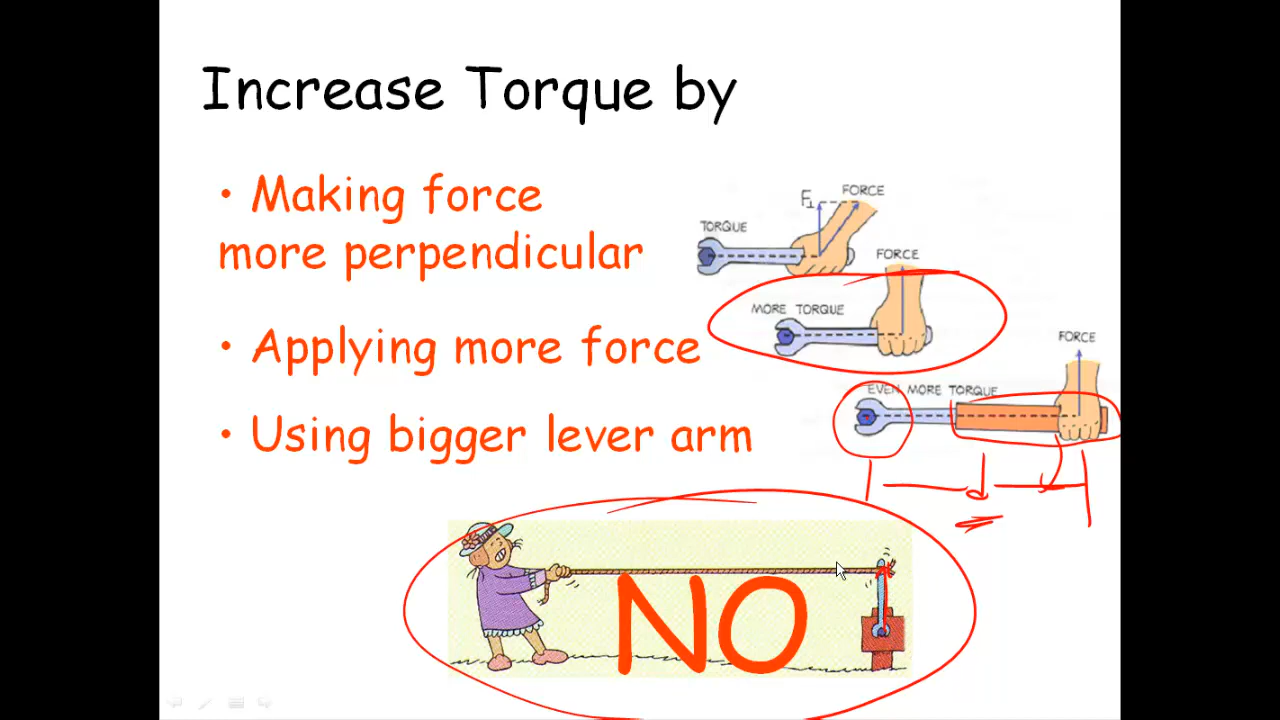 Increase Torque by
• Making force
more perpendicular
• Applying more force
• Using bigger lever arm
F⊥
FORCE
TORQUE
FORCE
MORE TORQUE
FORCE
EVEN MORE TORQUE
d
NO